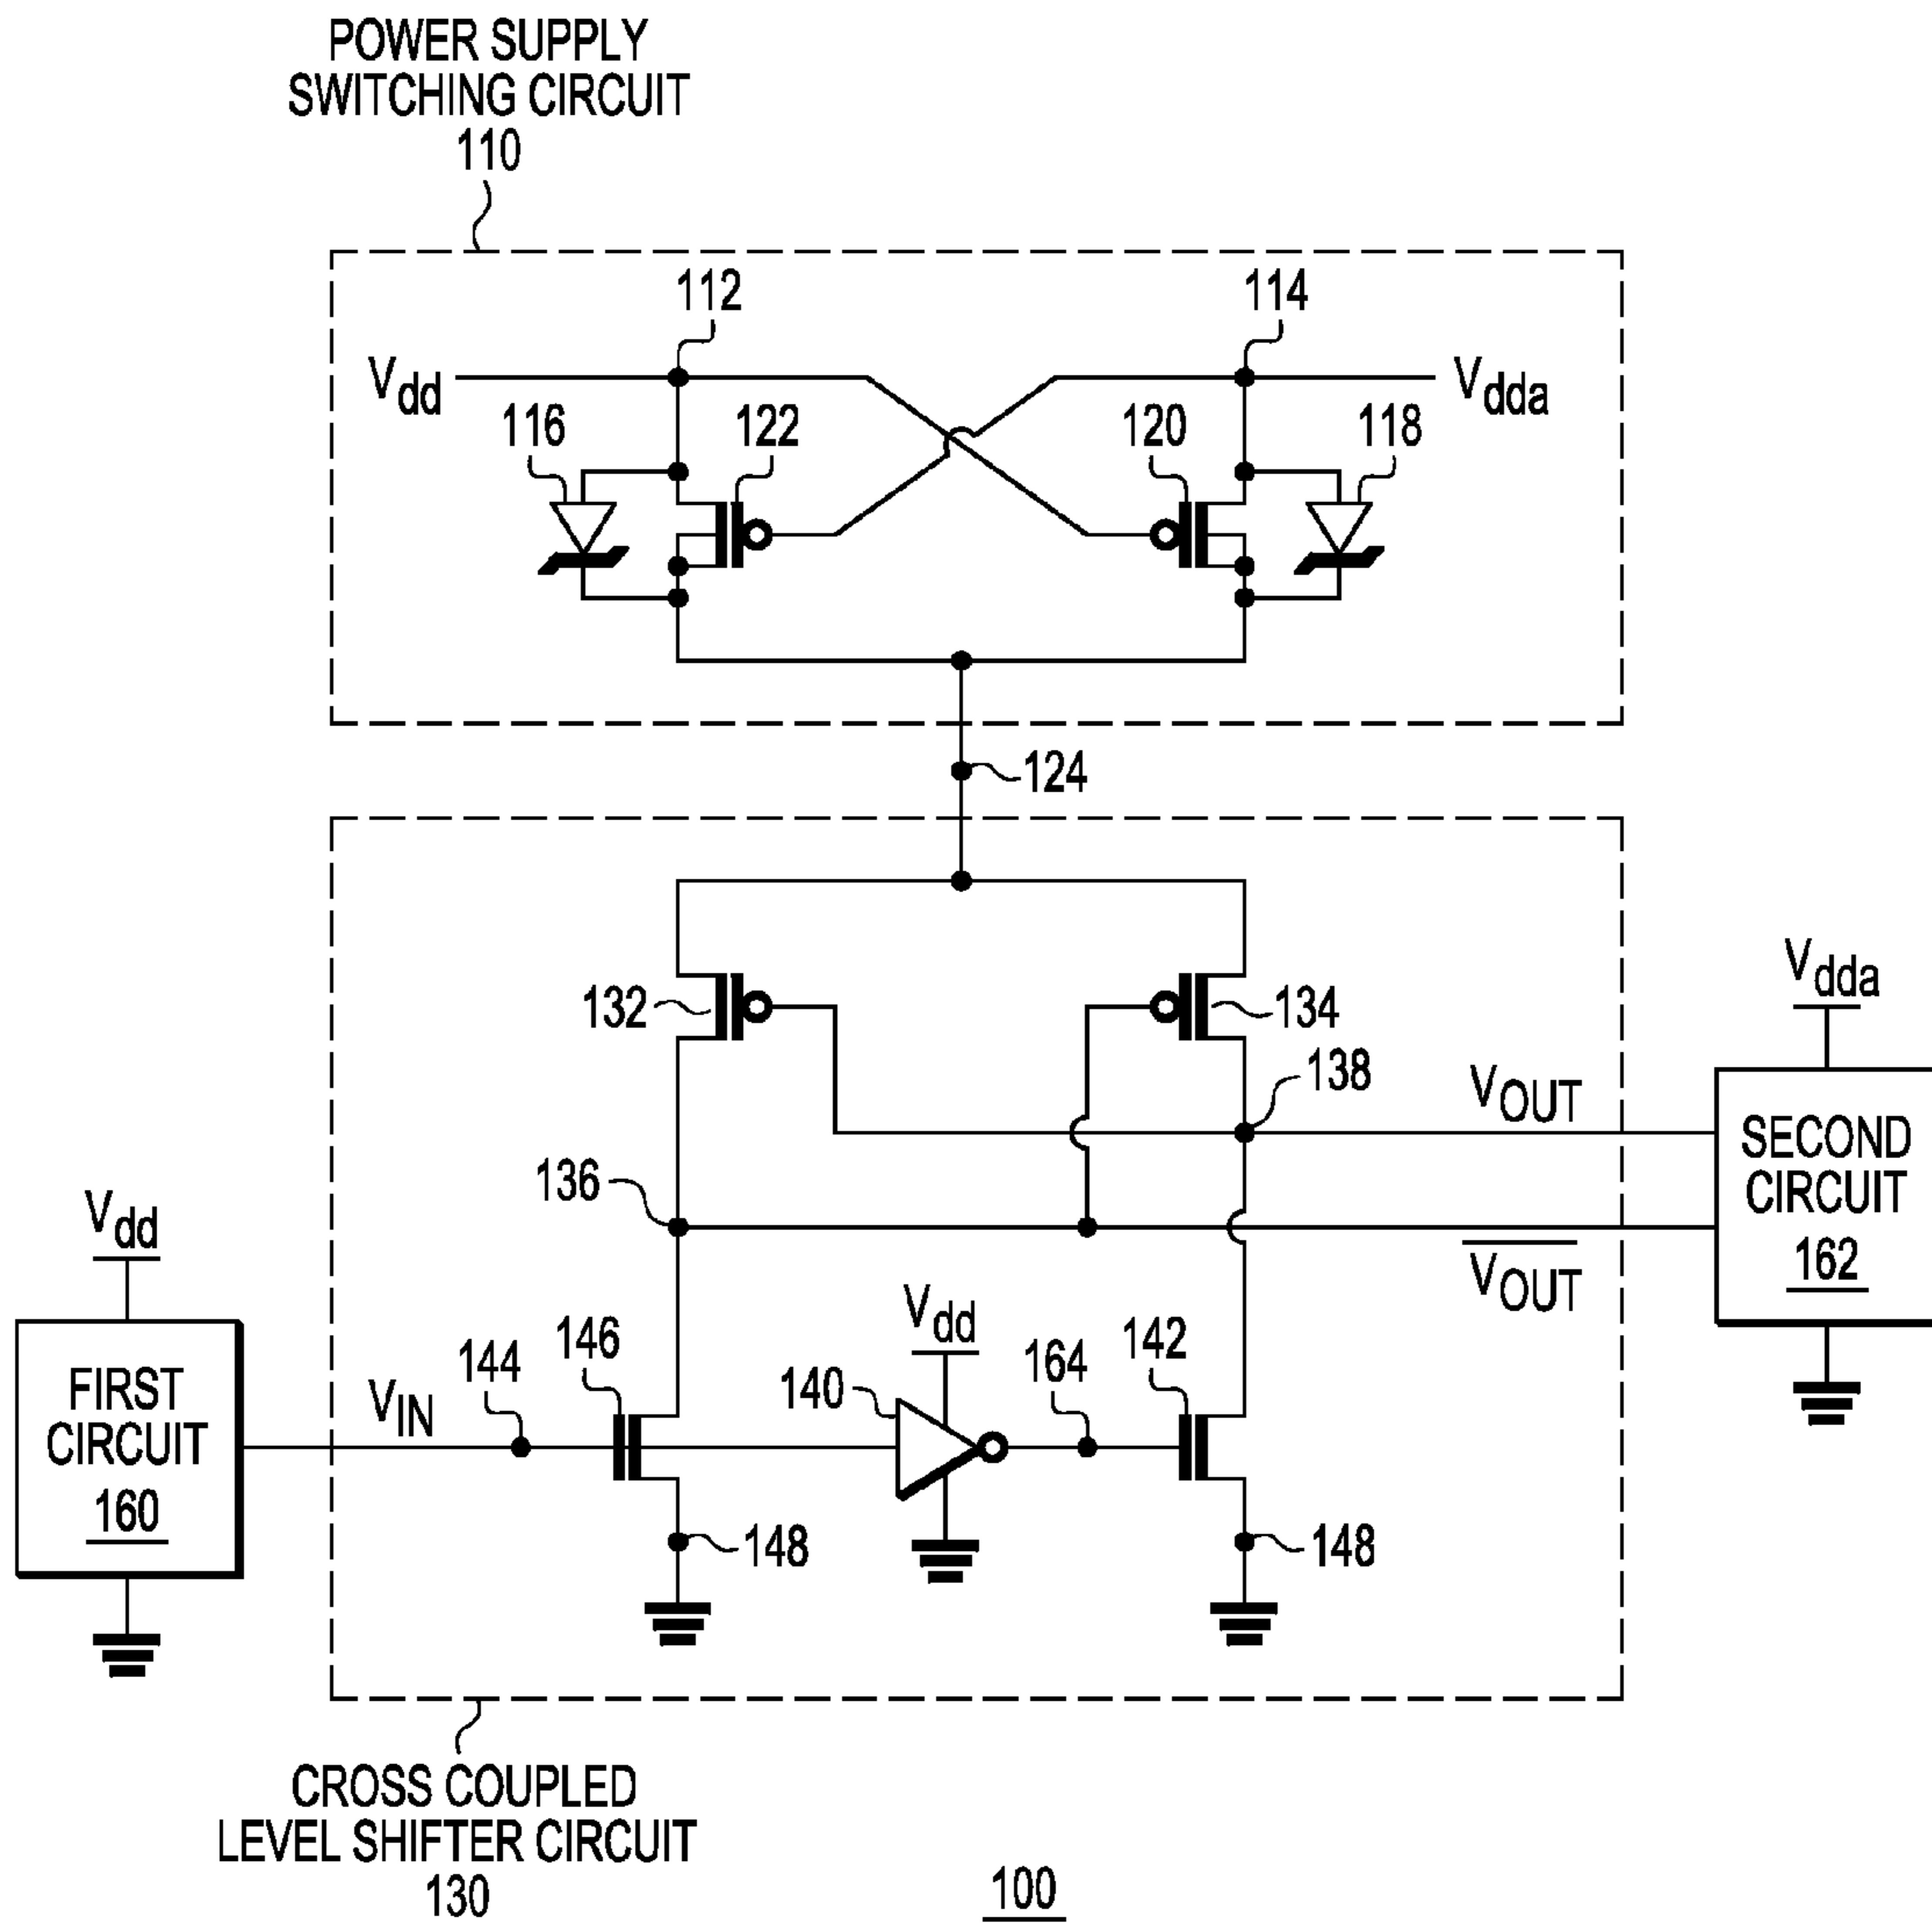 POWER SUPPLY
SWITCHING CIRCUIT
110
112
114
Vdd
Vdda
116
122
120
118
124
132
134
138
VOUT
Vdda
SECOND
CIRCUIT
162
136
VOUT
Vdd
FIRST
CIRCUIT
160
VIN
144
146
140
Vdd
164
142
148
148
CROSS COUPLED
LEVEL SHIFTER CIRCUIT
130
100